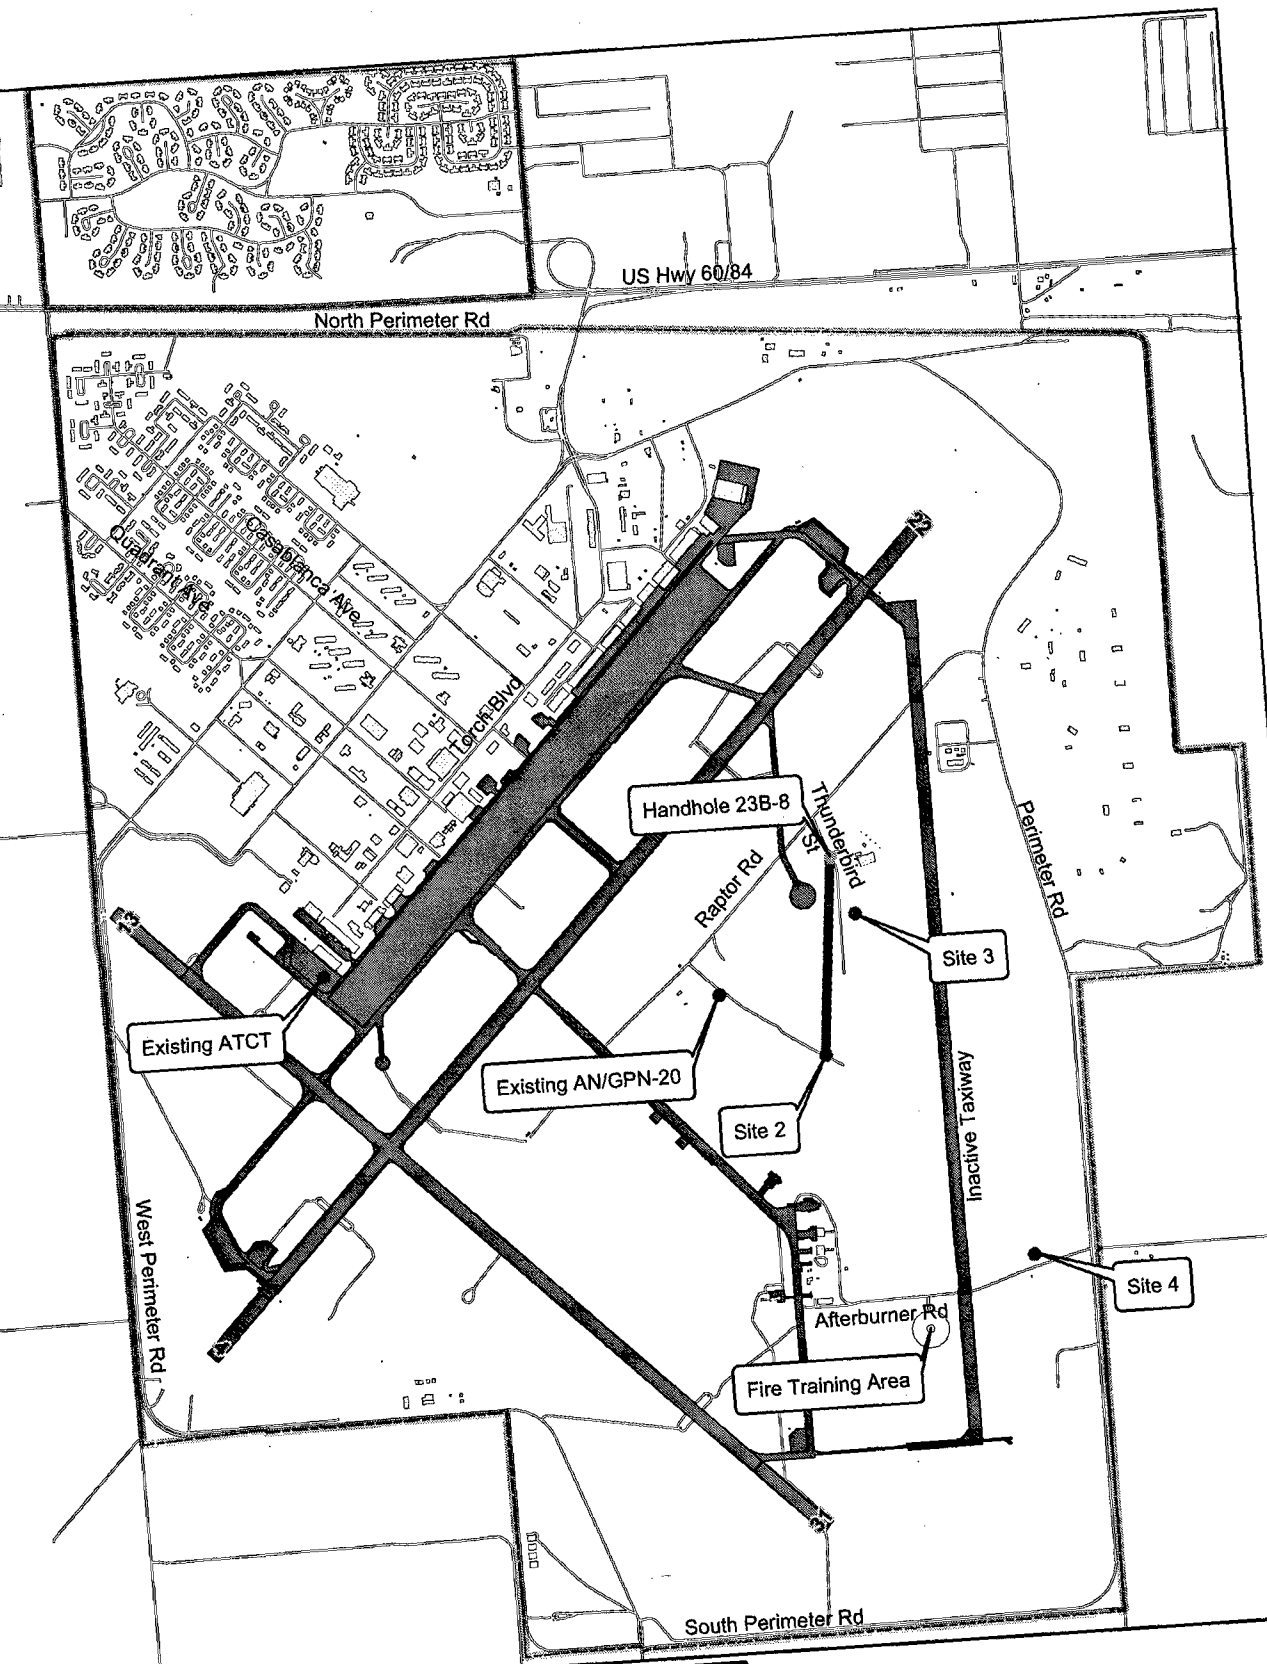 US Hwy 60/84
North Perimeter Rd
22
Quadrant Ave
Casablanca Ave
Torch Blvd
Handhole 23B-8
Thunderbird
St
Perimeter Rd
Raptor Rd
13
Site 3
Existing ATCT
Existing AN/GPN-20
Site 2
Inactive Taxiway
West Perimeter Rd
Site 4
Afterburner Rd
4
Fire Training Area
31
South Perimeter Rd